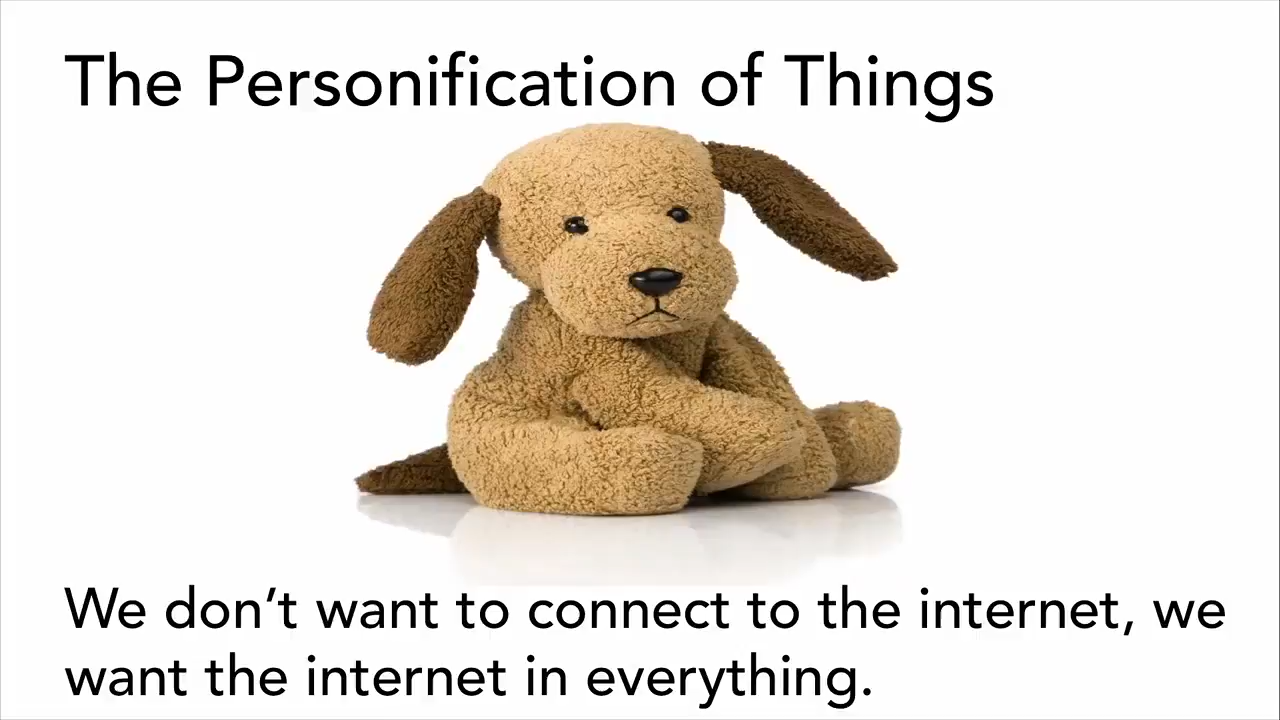 The Personification of Things
We don’t want to connect to the internet, we
want the internet in everything.